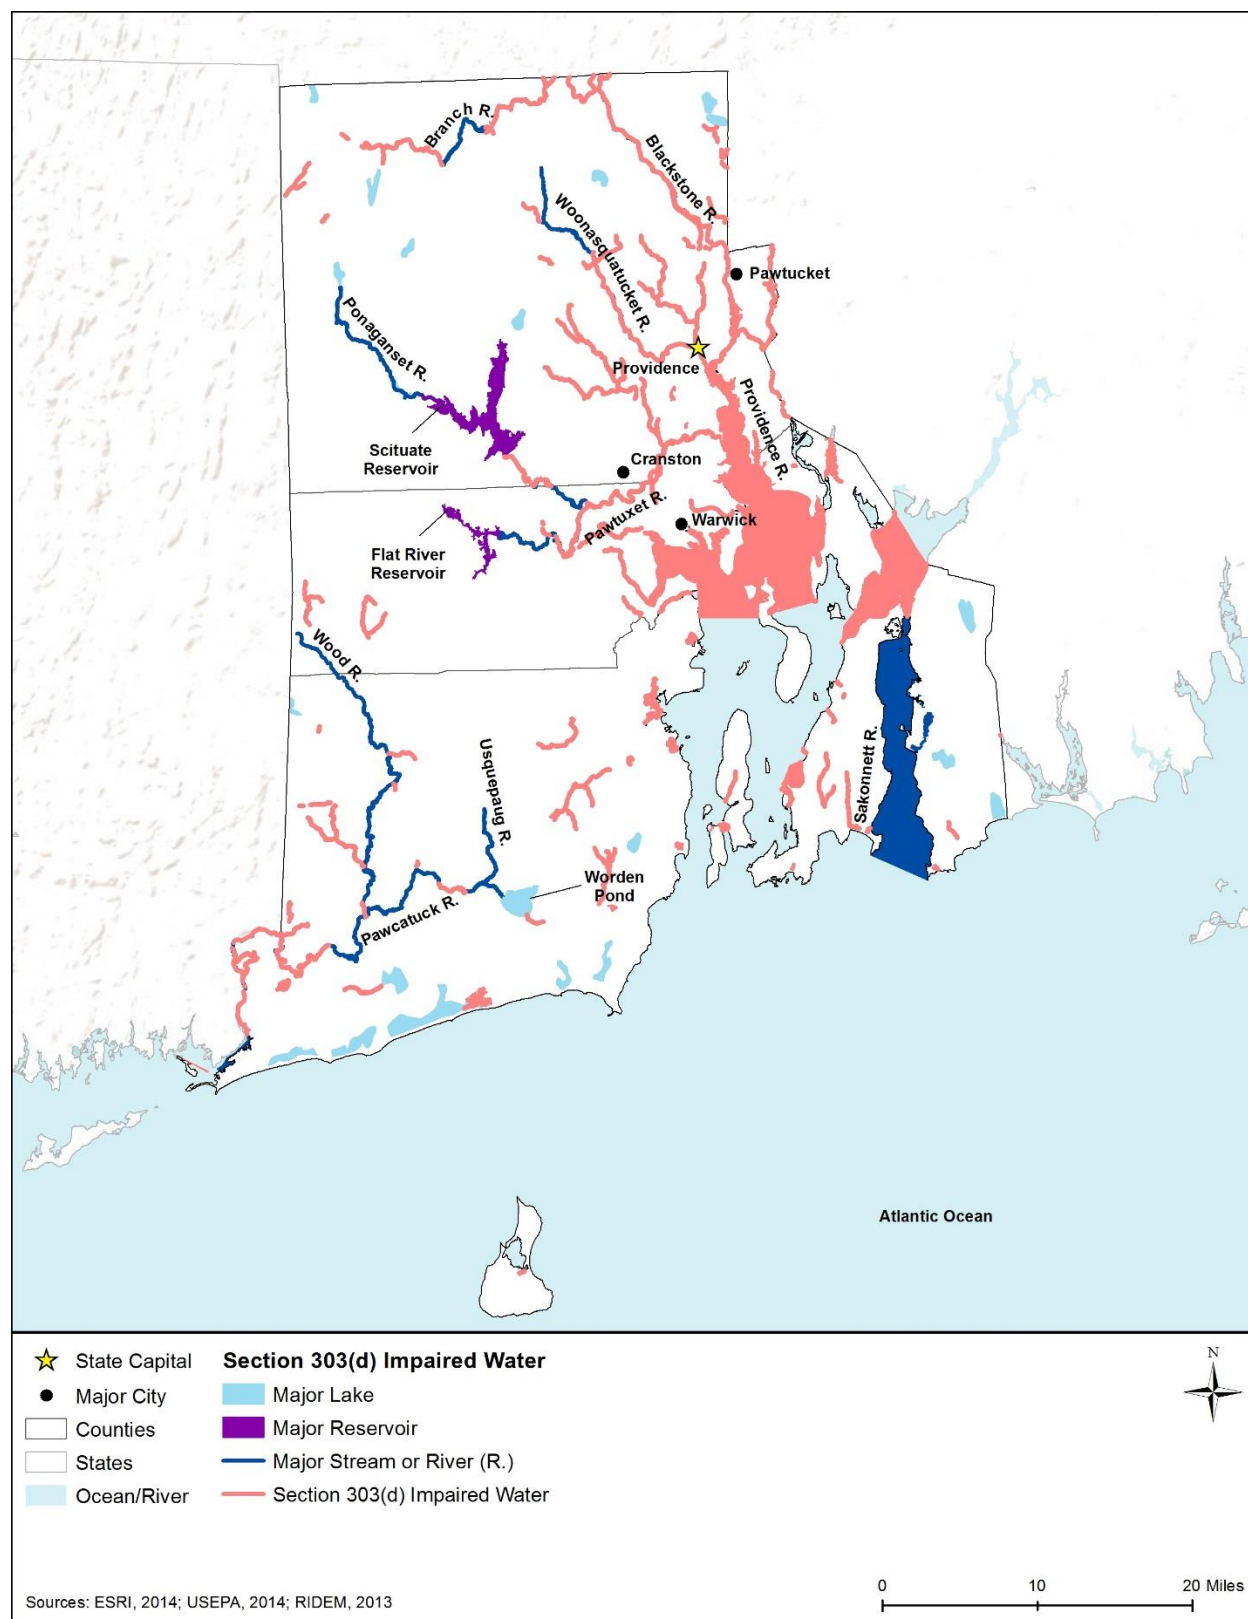 Branch R.
Blackstone R.
Woonasquatucket R.
Pawtucket
Ponaganset R.
Providence
Providence R.
Scituate
Reservoir
Cranston
Pawtuxet R.
Warwick
Flat River
Reservoir
Wood R.
Usquepaug R.
Sakonnett R.
Worden
Pond
Pawcatuck R.
Atlantic Ocean
State Capital
Major City
Counties
States
Ocean/River
Section 303(d) Impaired Water
Major Lake
Major Reservoir
Major Stream or River (R.)
Section 303(d) Impaired Water
N
Sources: ESRI, 2014; USEPA, 2014; RIDEM, 2013
0 10 20 Miles